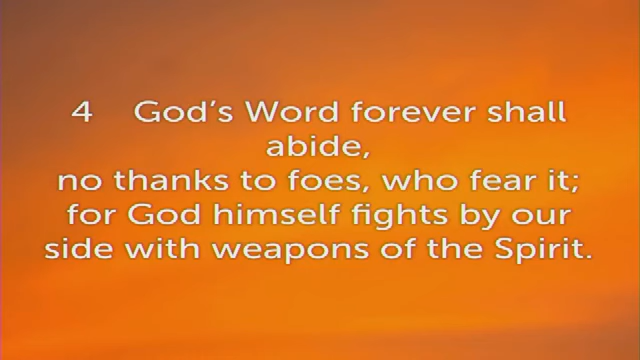 4 God’s Word forever shall
abide,
no thanks to foes, who fear it;
for God himself fights by our
side with weapons of the Spirit.